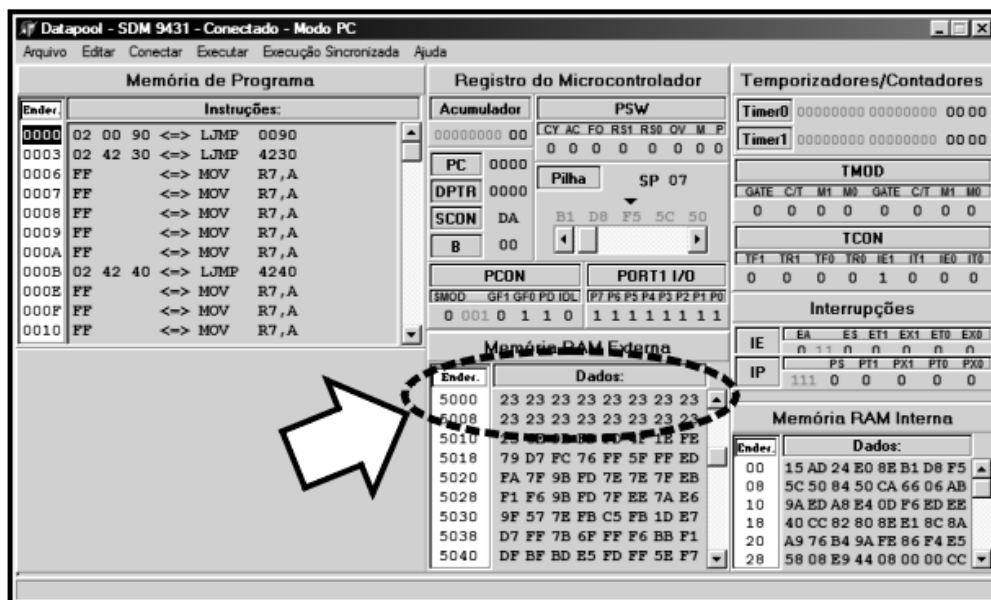 Datapool - SDM 9431 - Conectado - Modo PC
Arquivo Editar Conectar Executar Execução Sincronizada Ajuda
Memória de Programa
Ender. Instruções:
0000 02 00 90 <=> LJMP 0090
0003 02 42 30 <=> LJMP 4230
0006 FF <=> MOV R7,A
0007 FF <=> MOV R7,A
0008 FF <=> MOV R7,A
0009 FF <=> MOV R7,A
000A FF <=> MOV R7,A
000B 02 42 40 <=> LJMP 4240
000E FF <=> MOV R7,A
000F FF <=> MOV R7,A
0010 FF <=> MOV R7,A
Registro do Microcontrolador
Acumulador
00000000 00
PSW
CY AC F0 RS1 RS0 OV M P
0 0 0 0 0 0 0 0
PC 0000
DPTR 0000
SCON DA
B 00
Pilha SP 07
B1 D8 F5 5C 50
PCON
SMOD GF1 GF0 PD IDL
0 001 0 1 1 0
PORT1 I/O
P7 P6 P5 P4 P3 P2 P1 P0
1 1 1 1 1 1 1 1
Memória RAM Externa
Ender. Dados:
5000 23 23 23 23 23 23 23 23
5008 23 23 23 23 23 23 23 23
5010 1E FE
5018 79 D7 FC 76 FF 5F FF ED
5020 FA 7F 9B FD 7E 7E 7F EB
5028 F1 F6 9B FD 7F EE 7A E6
5030 9F 57 7E FB C5 FB 1D E7
5038 D7 FF 7B 6F FF F6 BB F1
5040 DF BF BD E5 FD FF 5E F7
Temporizadores/Contadores
Timer0 00000000 00000000 00 00
Timer1 00000000 00000000 00 00
TMOD
GATE C/T M1 M0 GATE C/T M1 M0
0 0 0 0 0 0 0 0
TCON
TF1 TR1 TF0 TR0 IE1 IT1 IE0 IT0
0 0 0 0 1 0 0 0
Interrupções
IE
EA ES ET1 EX1 ET0 EX0
0 11 0 0 0 0 0
IP
PS PT1 PX1 PT0 PX0
111 0 0 0 0 0
Memória RAM Interna
Ender. Dados:
00 15 AD 24 E0 8E B1 D8 F5
08 5C 50 84 50 CA 66 06 AB
10 9A ED A8 E4 0D F6 ED EE
18 40 CC 82 80 8E E1 8C 8A
20 A9 76 B4 9A FE 86 F4 E5
28 58 08 E9 44 08 00 00 CC